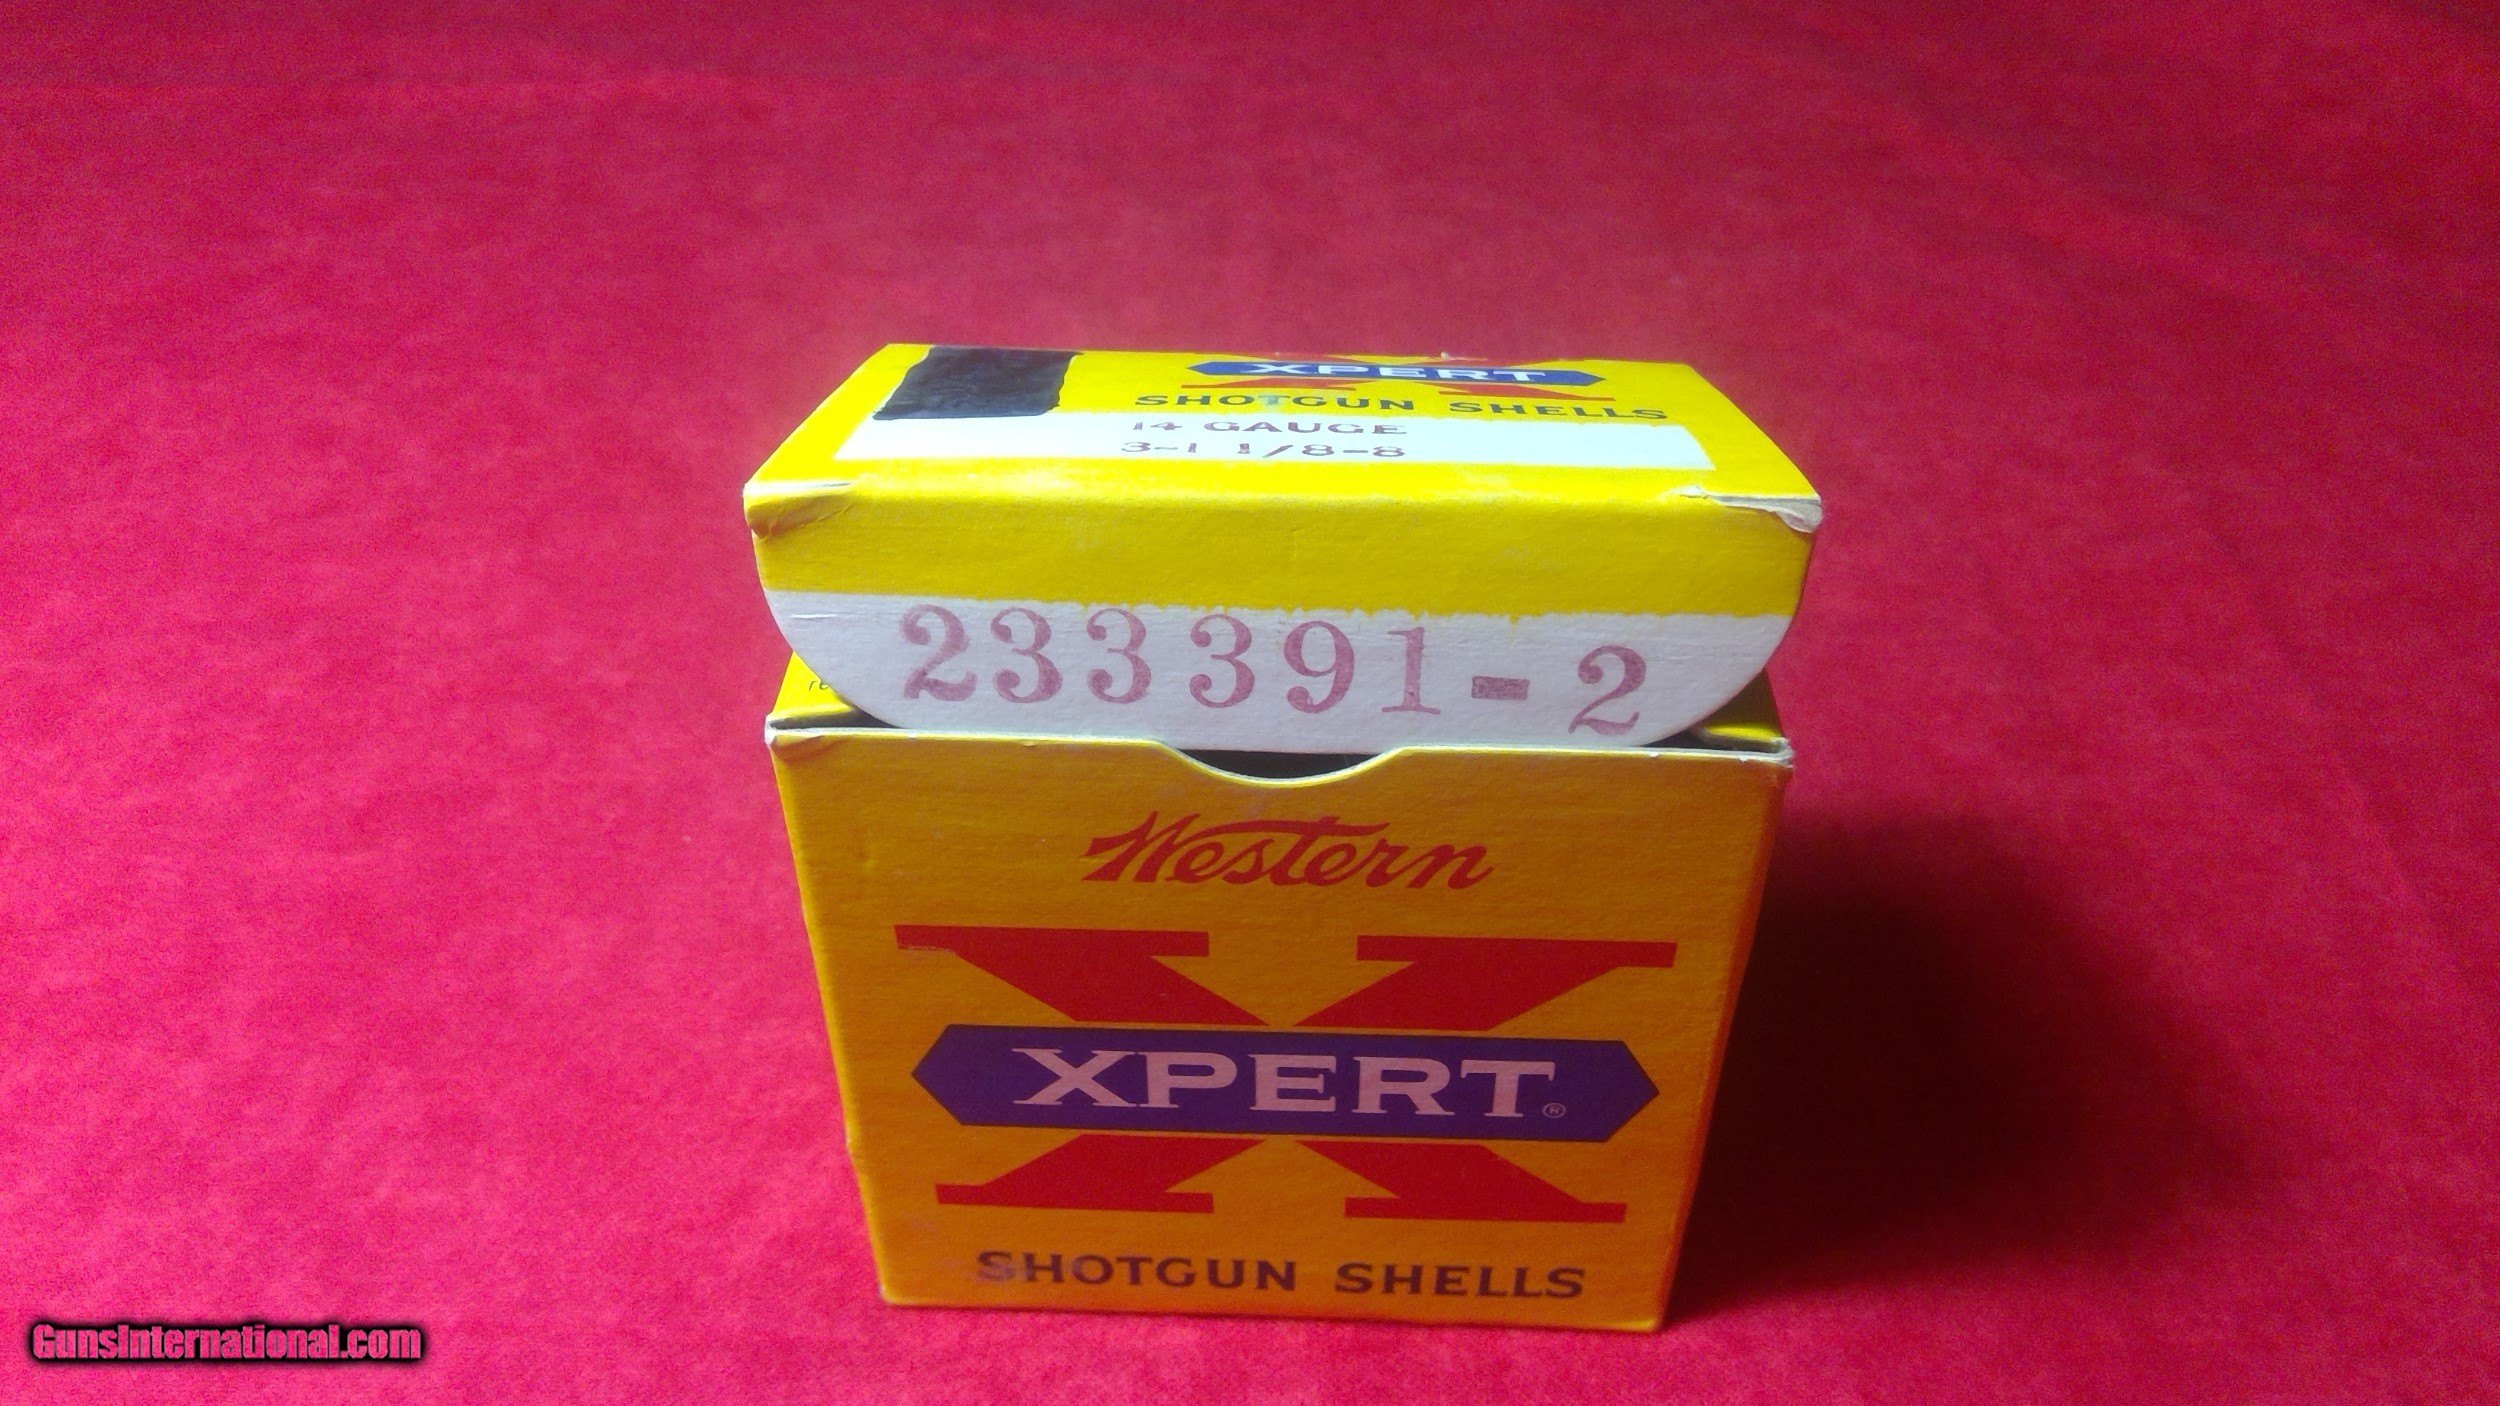 XPERT
SHOTGUN SHELLS
14 GAUGE
3-1 1/8-8
233391-2
Western
XPERT®
SHOTGUN SHELLS
GunsInternational.com